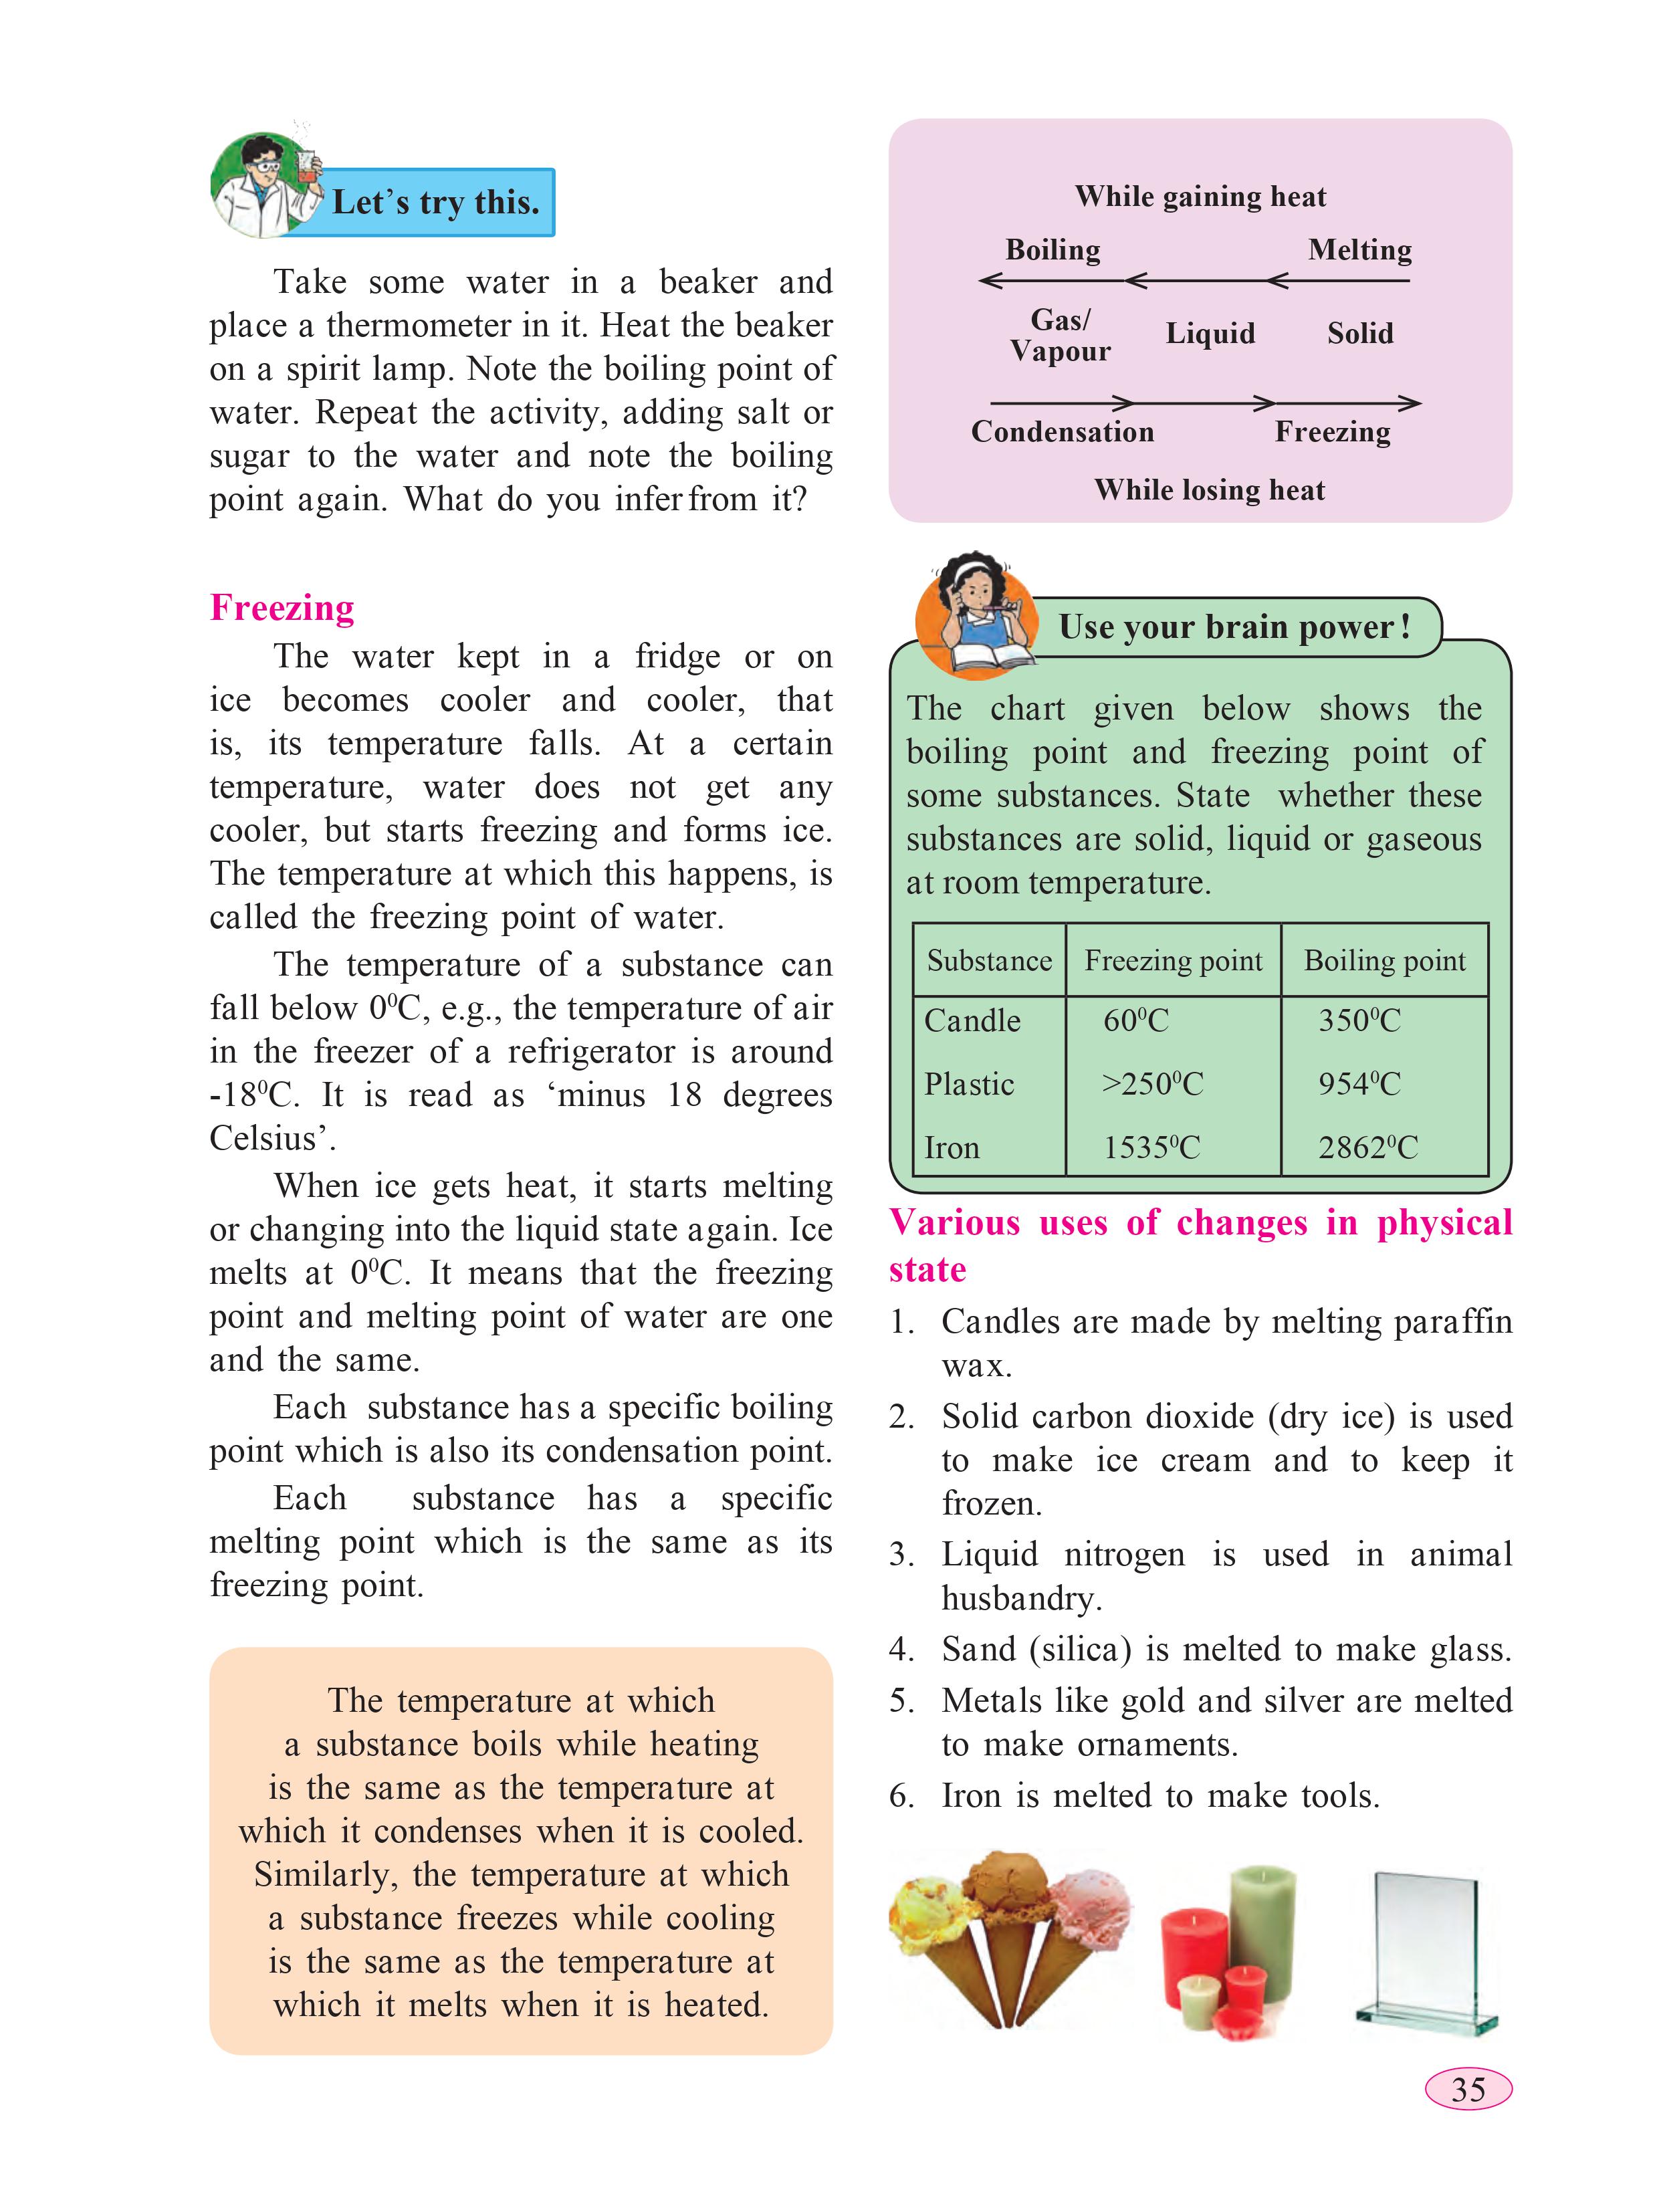 Let's try this.
Take some water in a beaker and
place a thermometer in it. Heat the beaker
on a spirit lamp. Note the boiling point of
water. Repeat the activity, adding salt or
sugar to the water and note the boiling
point again. What do you infer from it?
Freezing
The water kept in a fridge or on
ice becomes cooler and cooler, that
is, its temperature falls. At a certain
temperature, water does not get any
cooler, but starts freezing and forms ice.
The temperature at which this happens, is
called the freezing point of water.
The temperature of a substance can
fall below 0⁰C, e.g., the temperature of air
in the freezer of a refrigerator is around
-18⁰C. It is read as ‘minus 18 degrees
Celsius’.
When ice gets heat, it starts melting
or changing into the liquid state again. Ice
melts at 0⁰C. It means that the freezing
point and melting point of water are one
and the same.
Each substance has a specific boiling
point which is also its condensation point.
Each substance has a specific
melting point which is the same as its
freezing point.
The temperature at which
a substance boils while heating
is the same as the temperature at
which it condenses when it is cooled.
Similarly, the temperature at which
a substance freezes while cooling
is the same as the temperature at
which it melts when it is heated.
While gaining heat
Boiling Melting
Gas/
Vapour Liquid Solid
Condensation Freezing
While losing heat
Use your brain power!
The chart given below shows the
boiling point and freezing point of
some substances. State whether these
substances are solid, liquid or gaseous
at room temperature.
Substance Freezing point Boiling point
Candle 60⁰C 350⁰C
Plastic >250⁰C 954⁰C
Iron 1535⁰C 2862⁰C
Various uses of changes in physical
state
1. Candles are made by melting paraffin
wax.
2. Solid carbon dioxide (dry ice) is used
to make ice cream and to keep it
frozen.
3. Liquid nitrogen is used in animal
husbandry.
4. Sand (silica) is melted to make glass.
5. Metals like gold and silver are melted
to make ornaments.
6. Iron is melted to make tools.
35